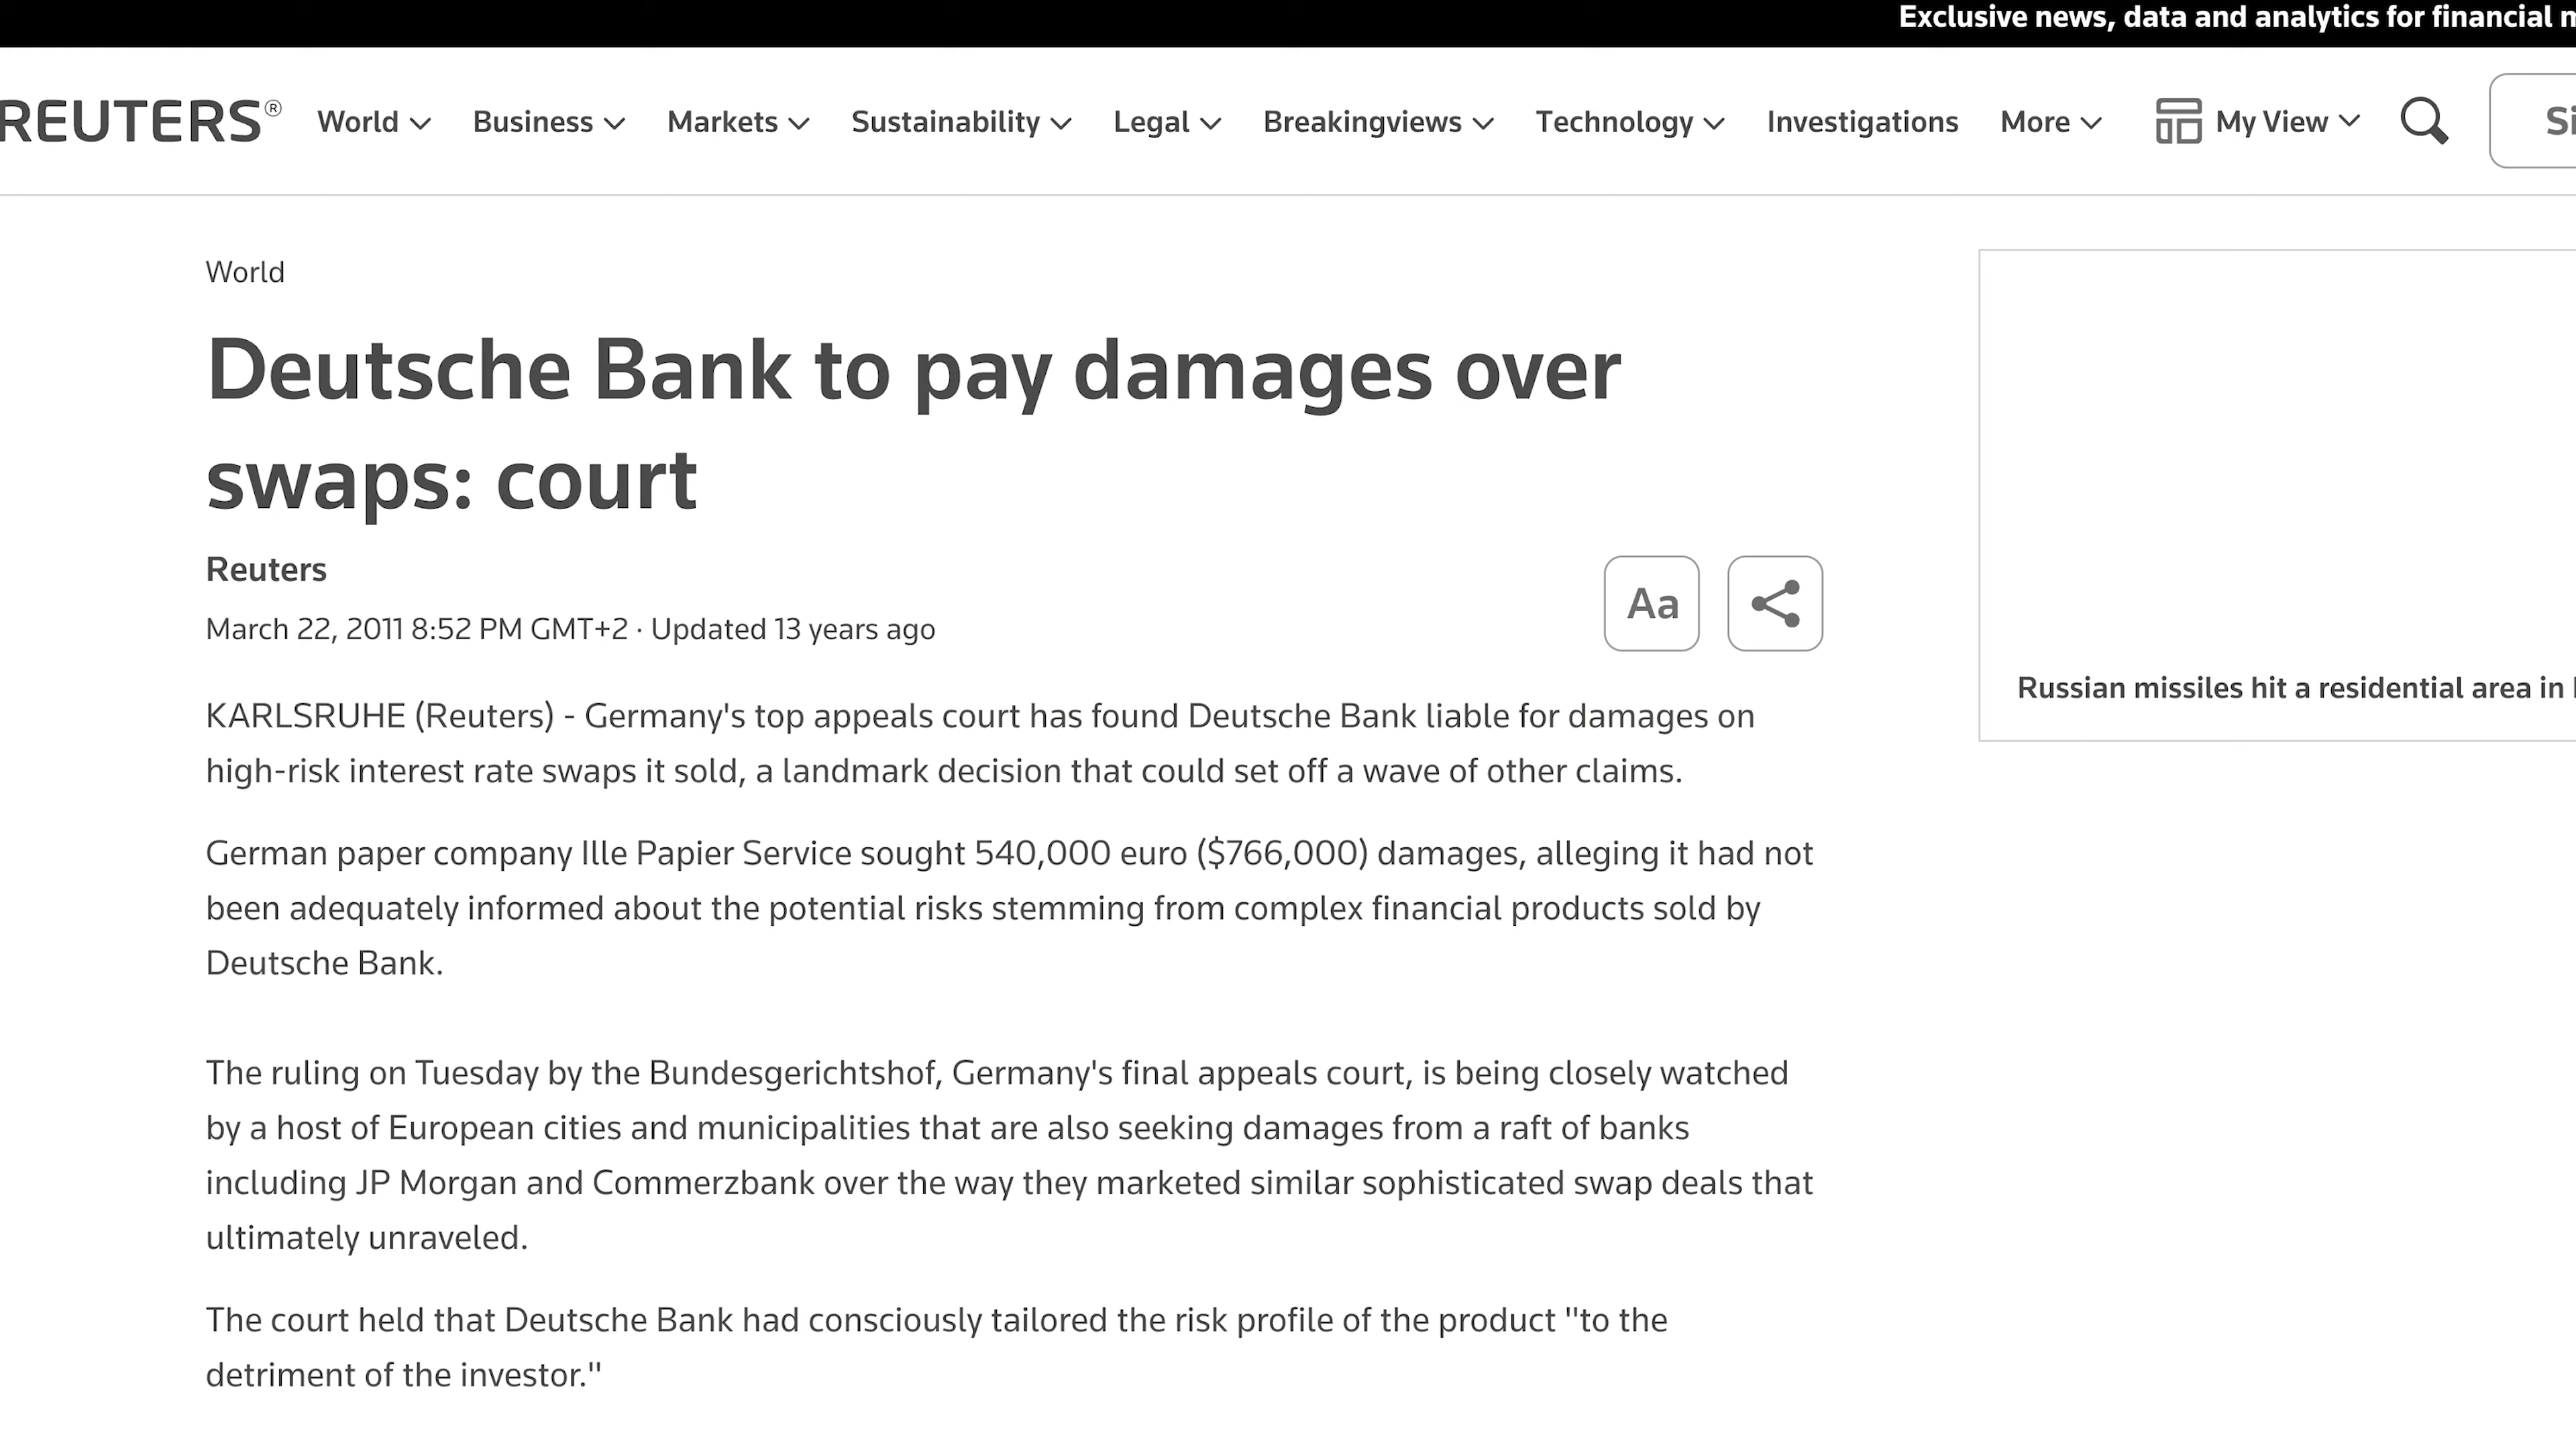 Exclusive news, data and analytics for financial
REUTERS®
World
Business
Markets
Sustainability
Legal
Breakingviews
Technology
Investigations
More
My View
World
Deutsche Bank to pay damages over
swaps: court
Reuters
March 22, 2011 8:52 PM GMT+2 · Updated 13 years ago
Aa
KARLSRUHE (Reuters) - Germany's top appeals court has found Deutsche Bank liable for damages on
high-risk interest rate swaps it sold, a landmark decision that could set off a wave of other claims.
German paper company Ille Papier Service sought 540,000 euro ($766,000) damages, alleging it had not
been adequately informed about the potential risks stemming from complex financial products sold by
Deutsche Bank.
Russian missiles hit a residential area in
The ruling on Tuesday by the Bundesgerichtshof, Germany's final appeals court, is being closely watched
by a host of European cities and municipalities that are also seeking damages from a raft of banks
including JP Morgan and Commerzbank over the way they marketed similar sophisticated swap deals that
ultimately unraveled.
The court held that Deutsche Bank had consciously tailored the risk profile of the product "to the
detriment of the investor."